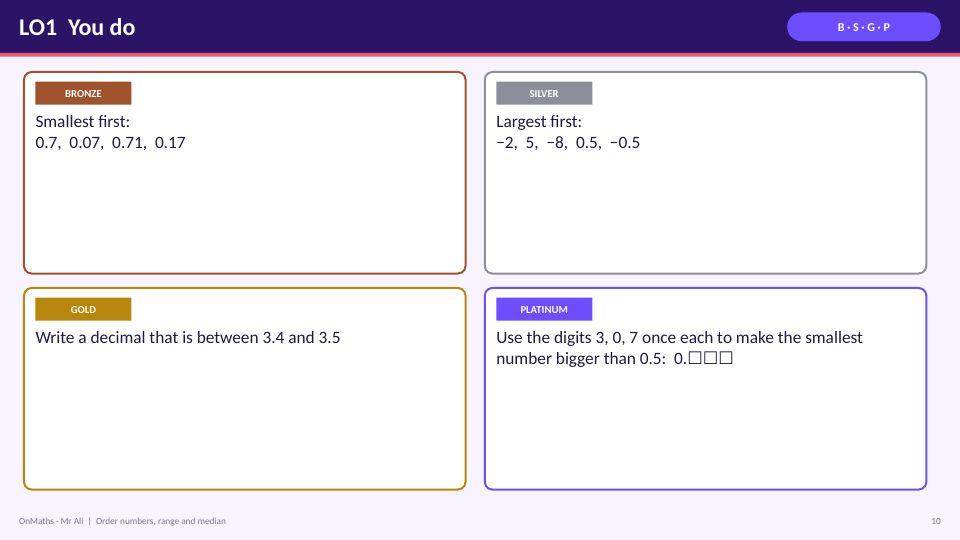 LO1  You do
B · S · G · P
BRONZE
Smallest first:
0.7,  0.07,  0.71,  0.17
SILVER
Largest first:
−2,  5,  −8,  0.5,  −0.5
GOLD
Write a decimal that is between 3.4 and 3.5
PLATINUM
Use the digits 3, 0, 7 once each to make the smallest
number bigger than 0.5:  0.☐☐☐
OnMaths - Mr Ali  |  Order numbers, range and median
10